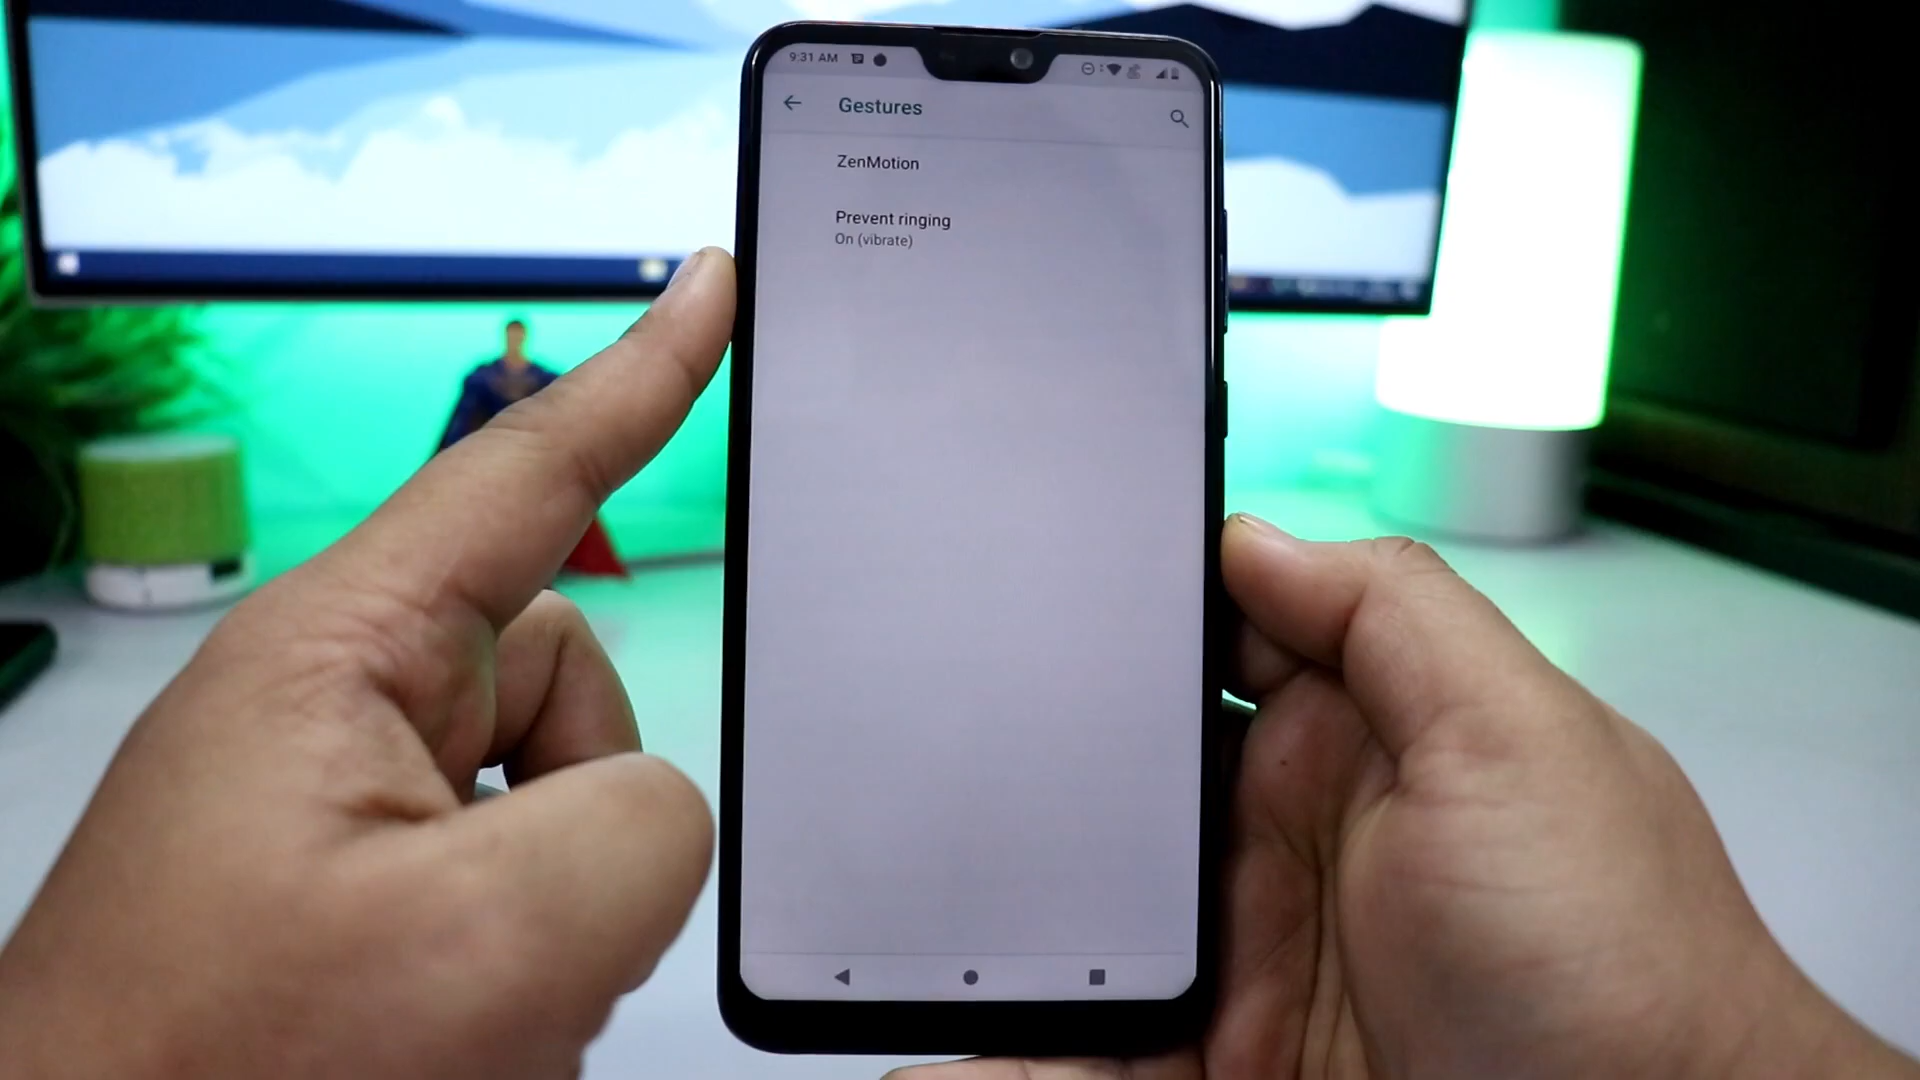 9:31 AM
Gestures
ZenMotion
Prevent ringing
On (vibrate)